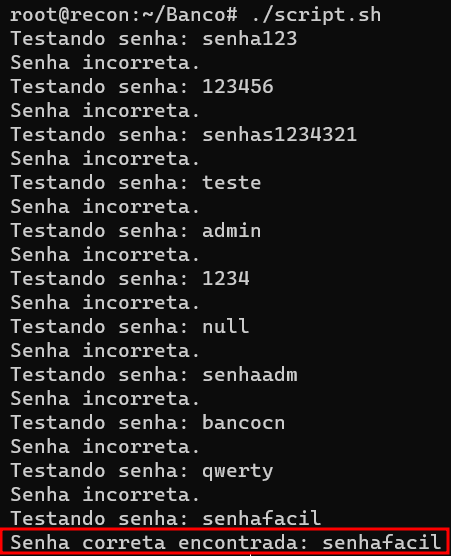 root@recon:~/Banco# ./script.sh
Testando senha: senha123
Senha incorreta.
Testando senha: 123456
Senha incorreta.
Testando senha: senhas1234321
Senha incorreta.
Testando senha: teste
Senha incorreta.
Testando senha: admin
Senha incorreta.
Testando senha: 1234
Senha incorreta.
Testando senha: null
Senha incorreta.
Testando senha: senhaadm
Senha incorreta.
Testando senha: bancocn
Senha incorreta.
Testando senha: qwerty
Senha incorreta.
Testando senha: senhafacil
Senha correta encontrada: senhafacil